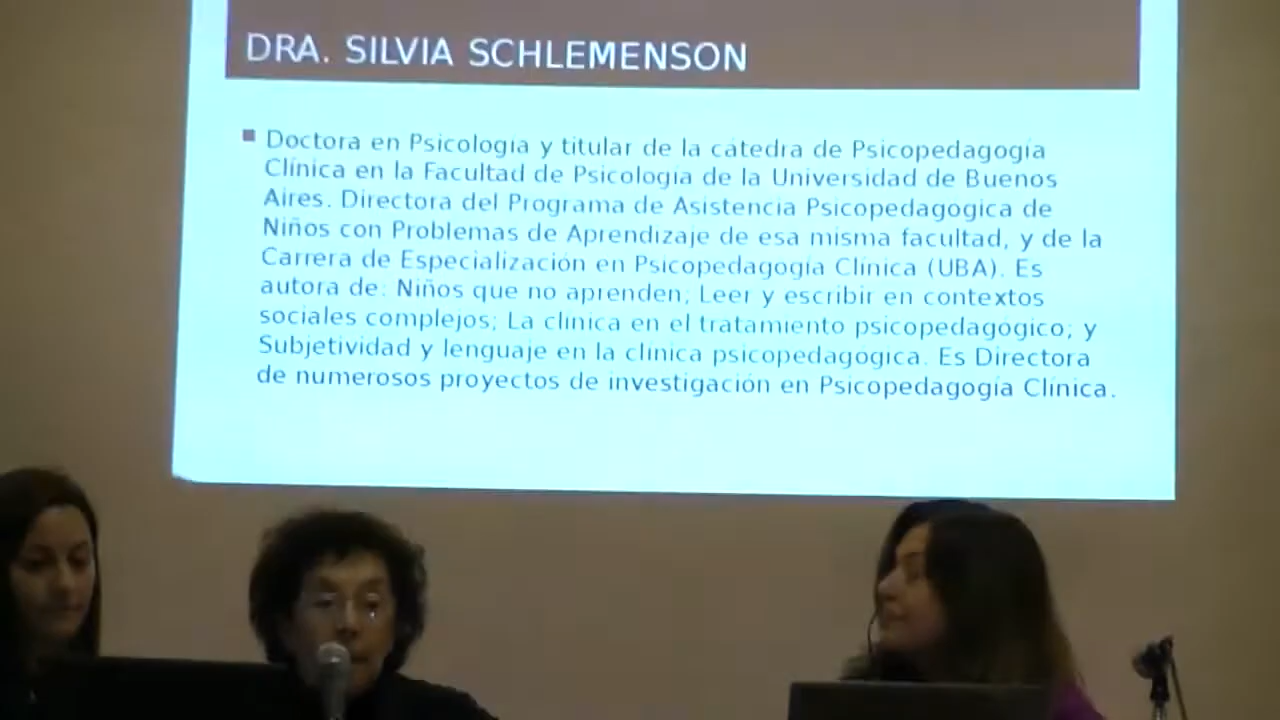 DRA. SILVIA SCHLEMENSON
Doctora en Psicología y titular de la cátedra de Psicopedagogía
Clínica en la Facultad de Psicología de la Universidad de Buenos
Aires. Directora del Programa de Asistencia Psicopedagogica de
Niños con Problemas de Aprendizaje de esa misma facultad, y de la
Carrera de Especialización en Psicopedagogía Clínica (UBA). Es
autora de: Niños que no aprenden; Leer y escribir en contextos
sociales complejos; La clínica en el tratamiento psicopedagógico; y
Subjetividad y lenguaje en la clínica psicopedagógica. Es Directora
de numerosos proyectos de investigación en Psicopedagogía Clínica.